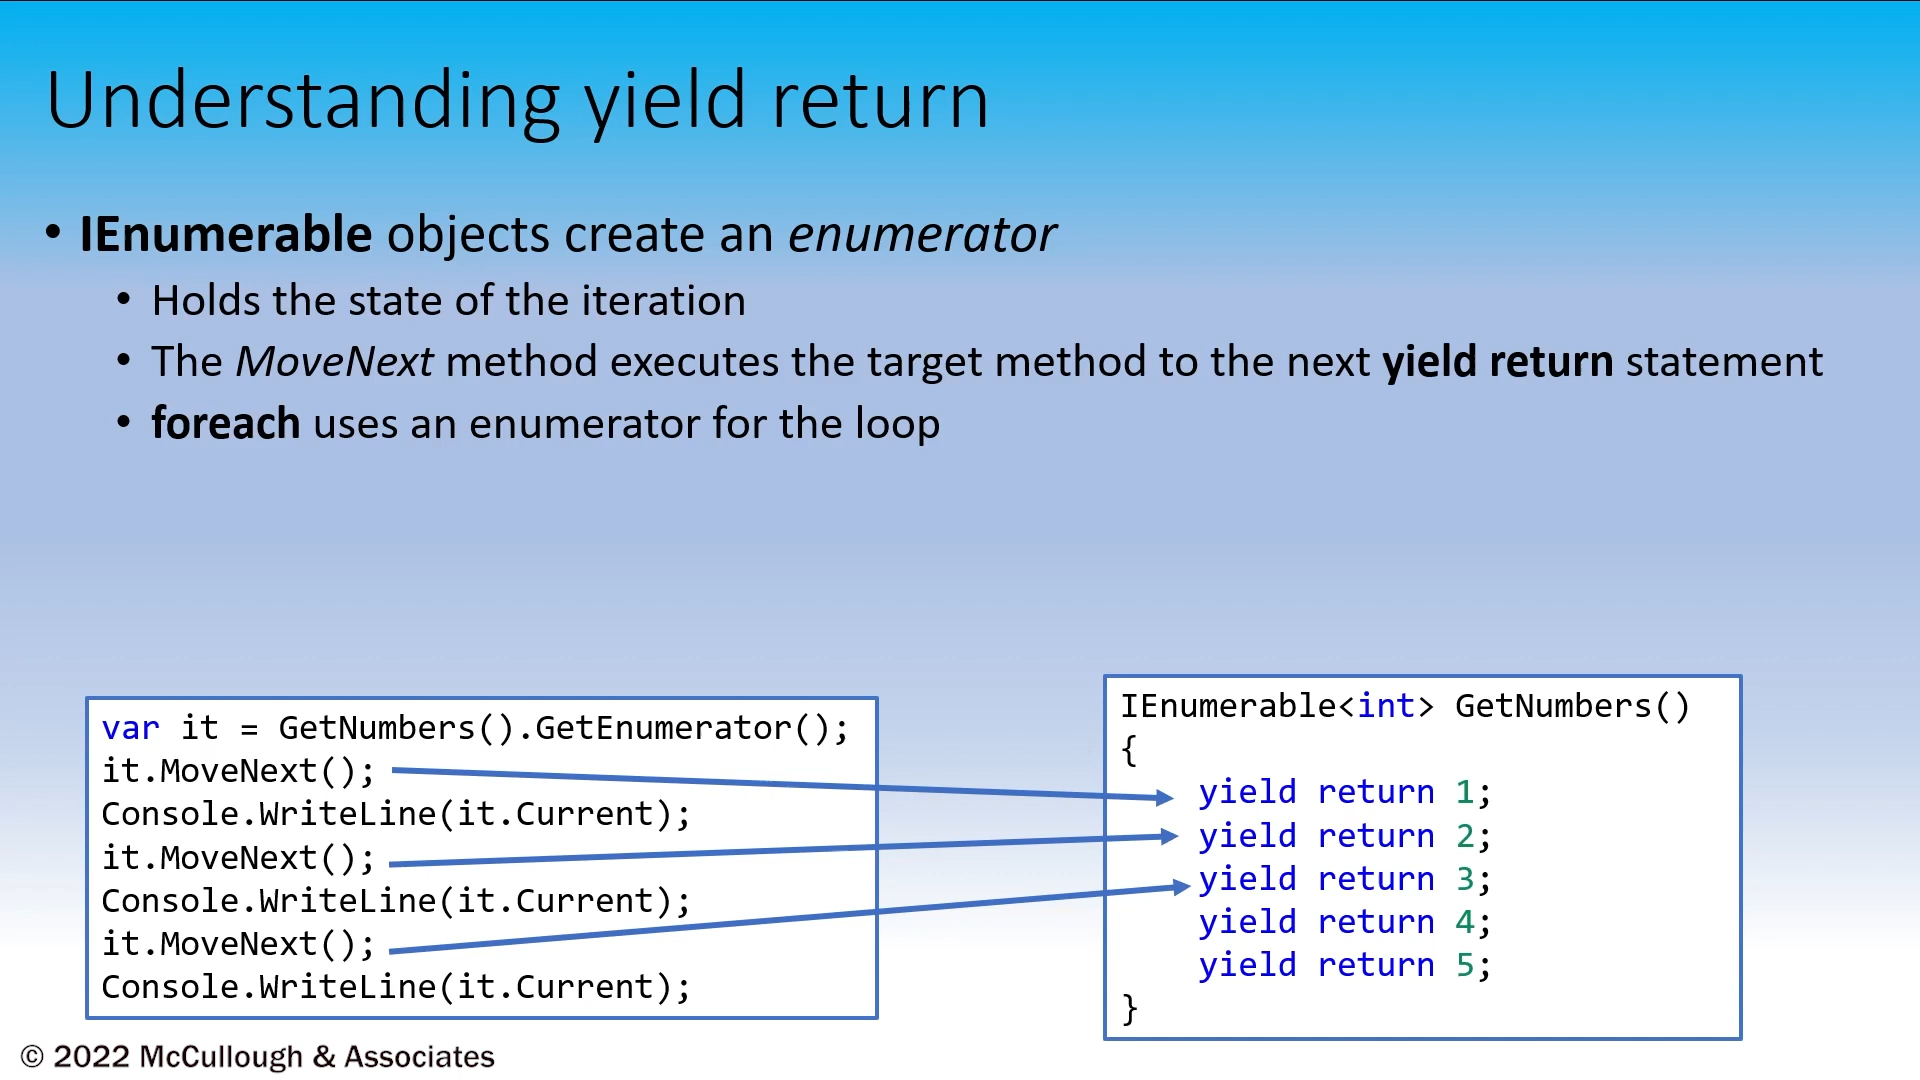 Understanding yield return
• IEnumerable objects create an enumerator
• Holds the state of the iteration
• The MoveNext method executes the target method to the next yield return statement
• foreach uses an enumerator for the loop
var it = GetNumbers().GetEnumerator();
it.MoveNext();
Console.WriteLine(it.Current);
it.MoveNext();
Console.WriteLine(it.Current);
it.MoveNext();
Console.WriteLine(it.Current);
IEnumerable<int> GetNumbers()
{
    yield return 1;
    yield return 2;
    yield return 3;
    yield return 4;
    yield return 5;
}
© 2022 McCullough & Associates